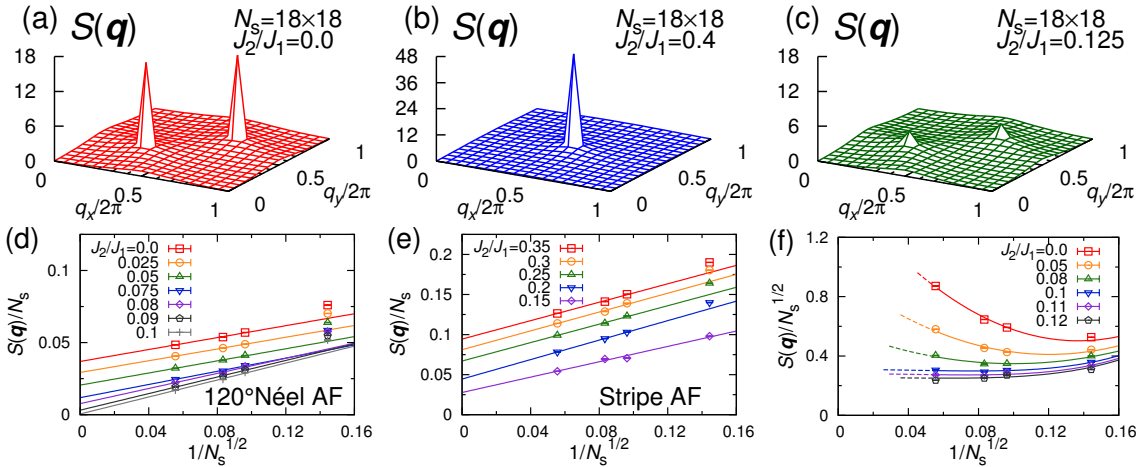 (a) S(q) Ns=18×18
J2/J1=0.0
18
12
6
0
0
0.5
1
qx/2π
0
0.5
1
qy/2π
(b) S(q) Ns=18×18
J2/J1=0.4
48
36
24
12
0
0
0.5
1
qx/2π
0
0.5
1
qy/2π
(c) S(q) Ns=18×18
J2/J1=0.125
18
12
6
0
0
0.5
1
qx/2π
0
0.5
1
qy/2π
(d)
J2/J1=0.0
0.025
0.05
0.075
0.08
0.09
0.1
S(q)/Ns
0.1
0.05
0
120°Néel AF
0 0.04 0.08 0.12 0.16
1/Ns^1/2
(e)
J2/J1=0.35
0.3
0.25
0.2
0.15
S(q)/Ns
0.2
0.15
0.1
0.05
0
Stripe AF
0 0.04 0.08 0.12 0.16
1/Ns^1/2
(f)
J2/J1=0.0
0.05
0.08
0.1
0.11
0.12
S(q)/Ns^1/2
1.2
0.8
0.4
0
0 0.04 0.08 0.12 0.16
1/Ns^1/2